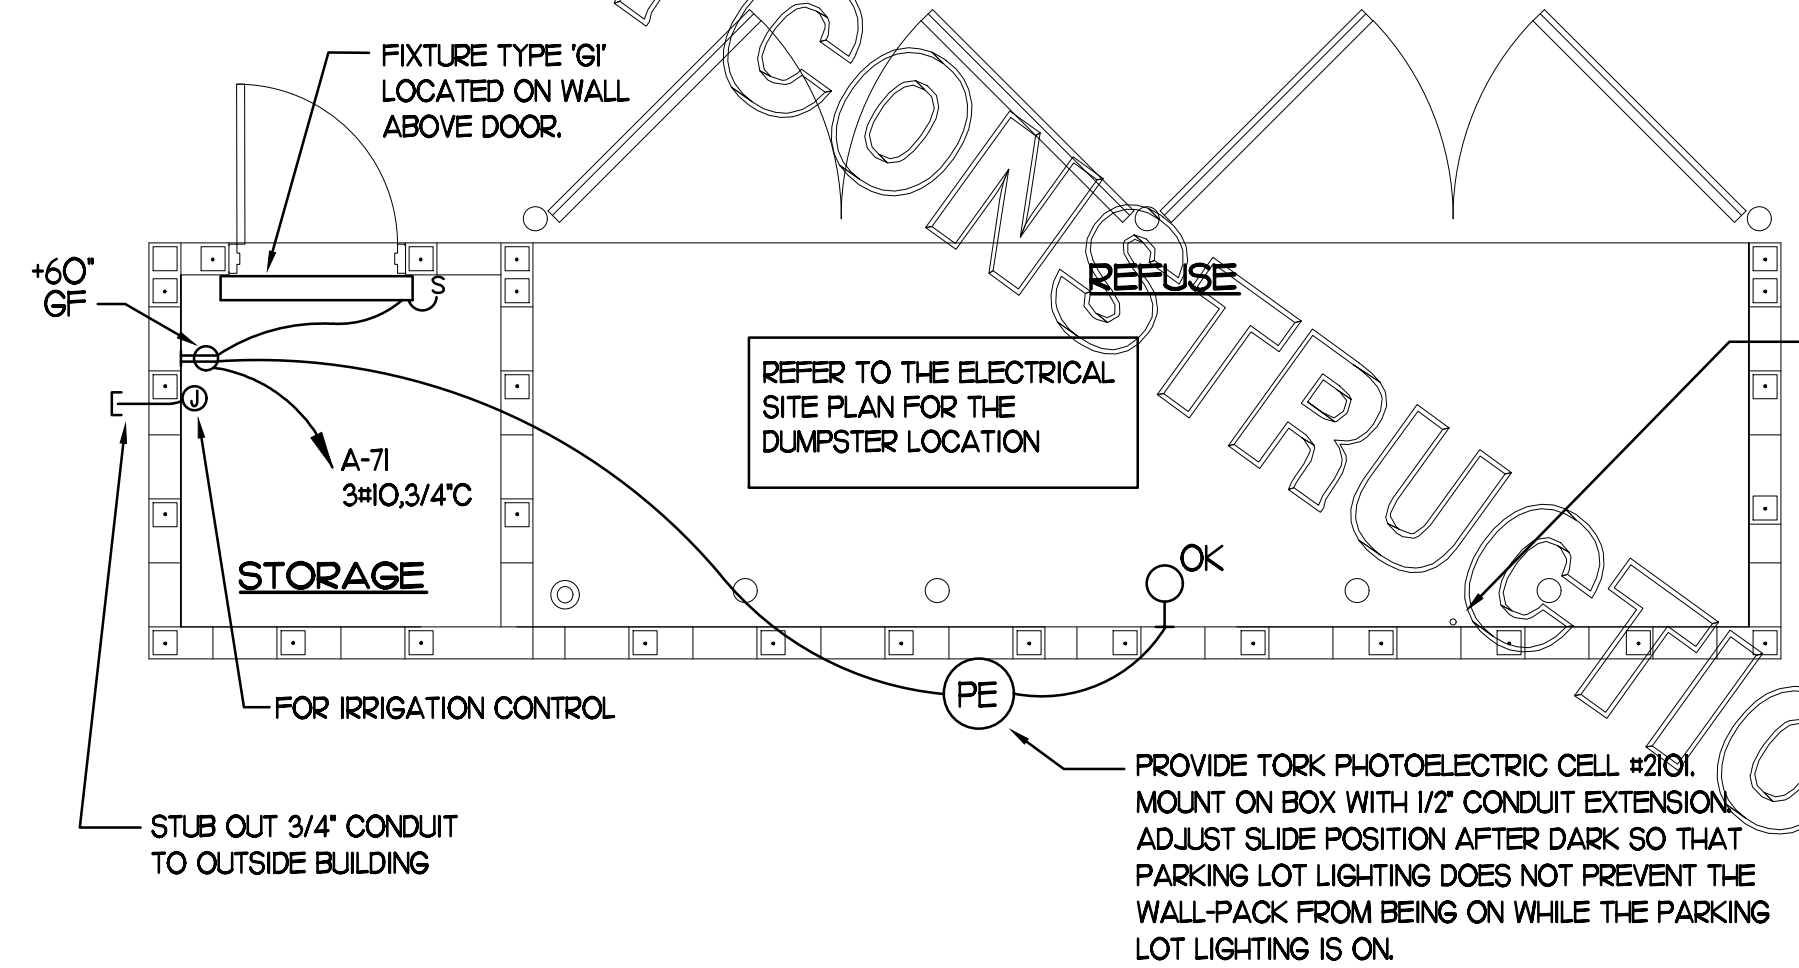 FIXTURE TYPE 'G1'
LOCATED ON WALL
ABOVE DOOR.
+60"
GF
S
REFUSE
REFER TO THE ELECTRICAL
SITE PLAN FOR THE
DUMPSTER LOCATION
J
A-71
3#10,3/4"C
OK
STORAGE
PE
FOR IRRIGATION CONTROL
PROVIDE TORK PHOTOELECTRIC CELL #2101.
MOUNT ON BOX WITH 1/2" CONDUIT EXTENSION.
ADJUST SLIDE POSITION AFTER DARK SO THAT
PARKING LOT LIGHTING DOES NOT PREVENT THE
WALL-PACK FROM BEING ON WHILE THE PARKING
LOT LIGHTING IS ON.
STUB OUT 3/4" CONDUIT
TO OUTSIDE BUILDING
CONSTRUCTIO